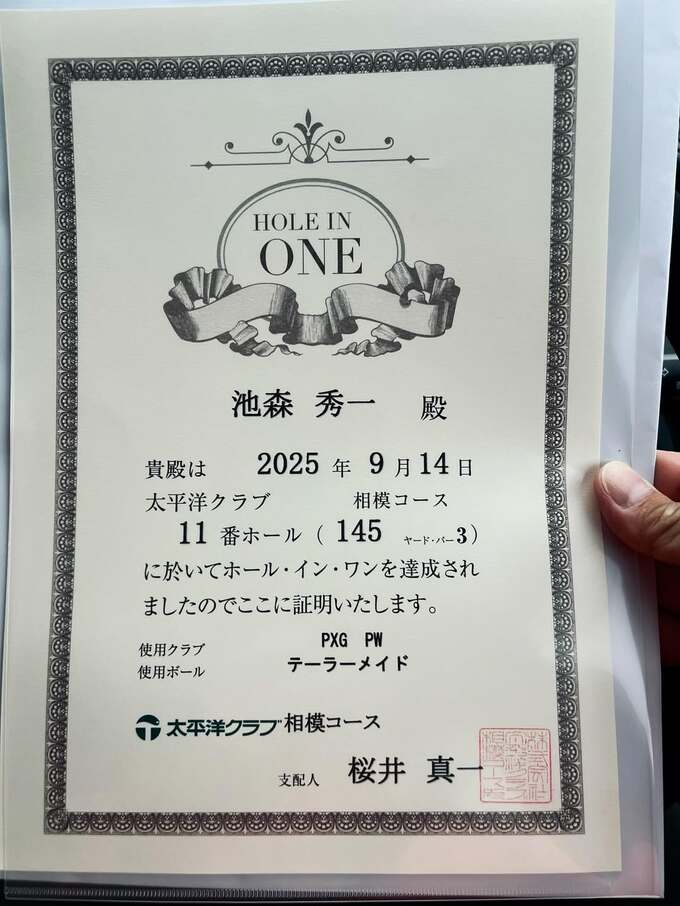 HOLE IN
ONE
池森 秀一 殿
貴殿は 2025 年 9 月 14 日
太平洋クラブ 相模コース
11 番ホール ( 145 ヤード・パー3)
に於いてホール・イン・ワンを達成され
ましたのでここに証明いたします。
使用クラブ PXG PW
使用ボール テーラーメイド
太平洋クラブ 相模コース
支配人 桜井 真一